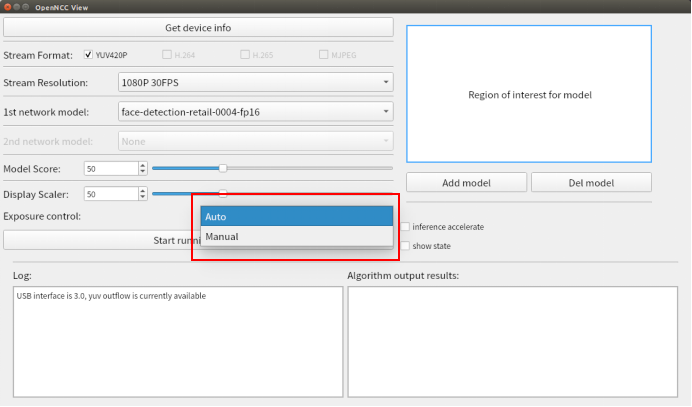 OpenNCC View
Get device info
Stream Format: YUV420P H.264 H.265 MJPEG
Stream Resolution: 1080P 30FPS
1st network model: face-detection-retail-0004-fp16
2nd network model: None
Model Score: 50
Display Scaler: 50
Exposure control:
Auto
Manual
Start runni
Region of interest for model
Add model Del model
inference accelerate
show state
Log:
USB interface is 3.0, yuv outflow is currently available
Algorithm output results: